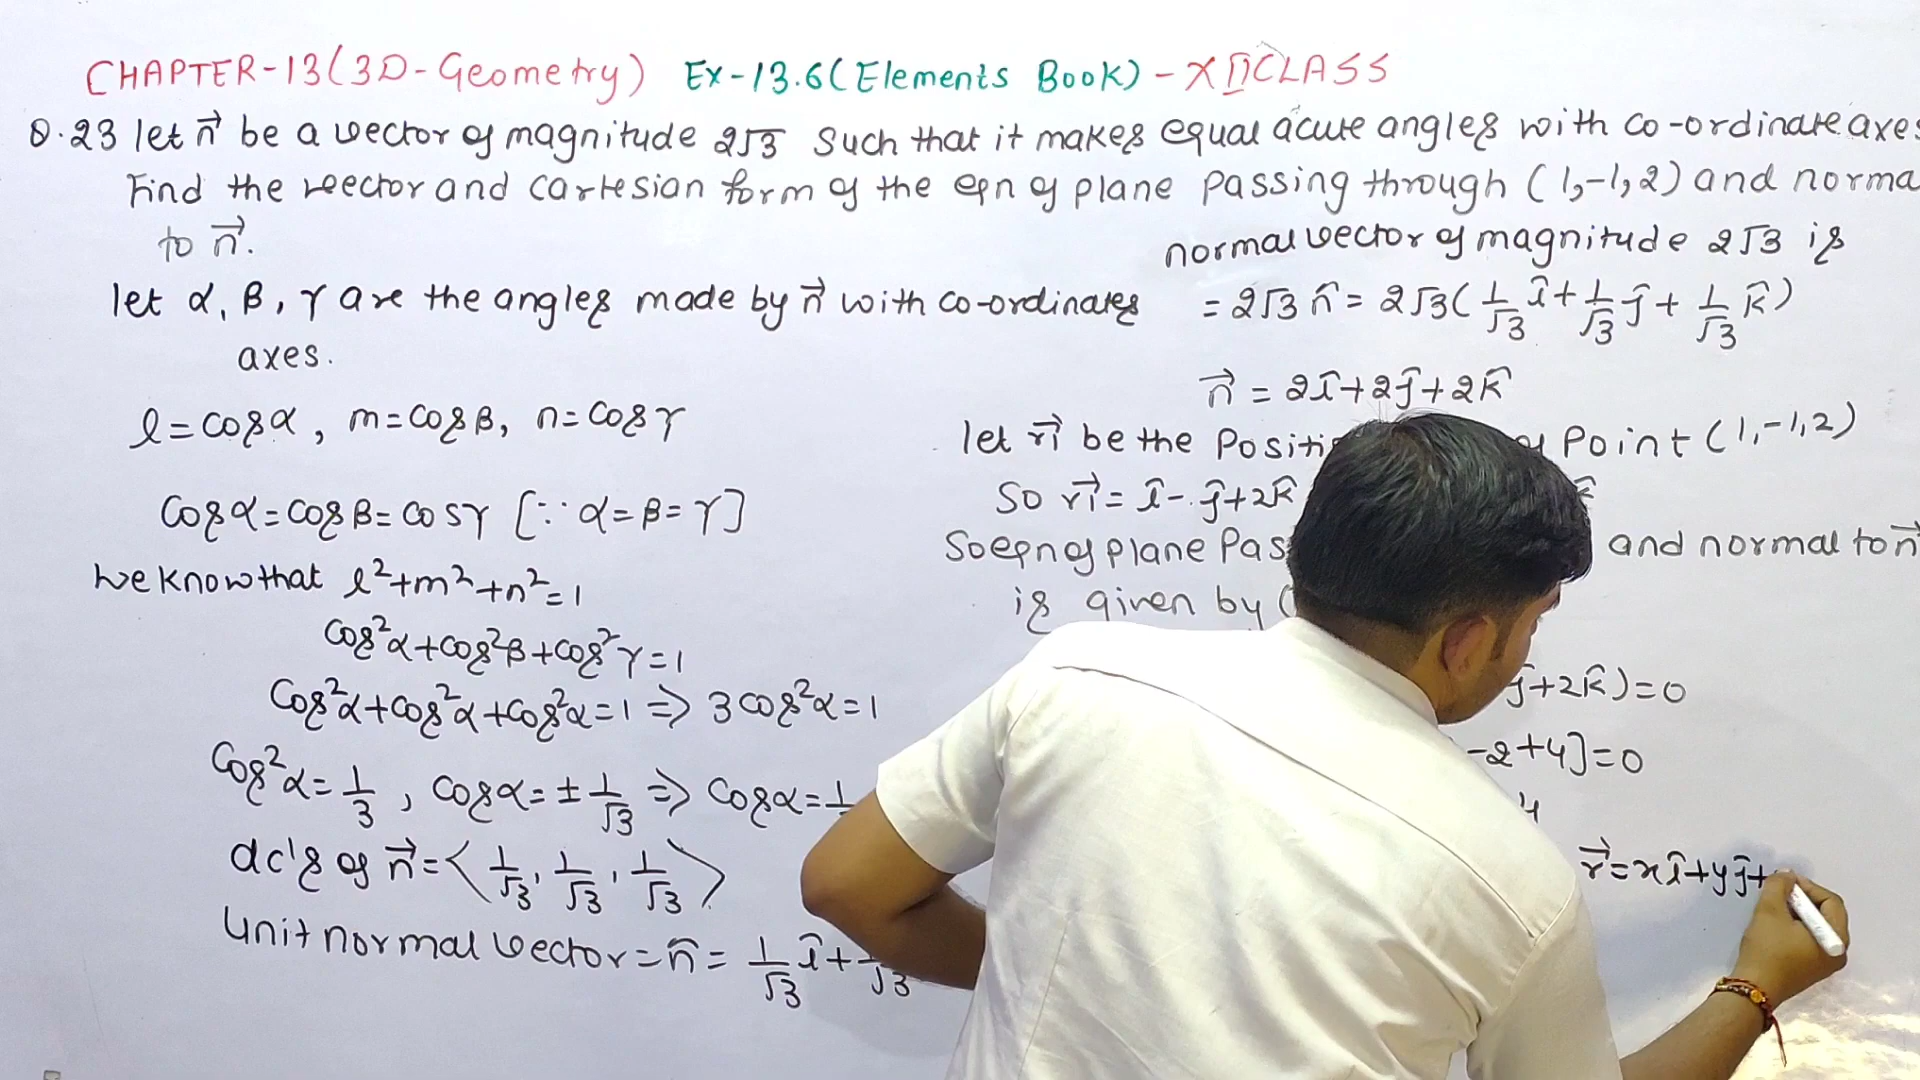 CHAPTER-13(3D-Geometry) Ex-13.6(Elements Book)-XIICLASS
Q.23 let n⃗ be a vector of magnitude 2√3 Such that it makes equal acute angles with co-ordinate axes
Find the vector and cartesian form of the eqn of plane passing through (1,-1,2) and norma
to n⃗.
let α, β, γ are the angles made by n⃗ with co-ordinates
axes.
l=cosα, m=cosβ, n=cosγ
cosα=cosβ=cosγ [∵ α=β=γ]
we know that l²+m²+n²=1
cos²α+cos²β+cos²γ=1
cos²α+cos²α+cos²α=1 => 3cos²α=1
cos²α=1/3, cosα=±1/√3 => cosα=1
dc's of n⃗=<1/√3, 1/√3, 1/√3>
Unit normal vector=n̂= 1/√3 î+ 1/√3
normal vector of magnitude 2√3 is
=2√3 n̂=2√3(1/√3 î+1/√3 ĵ+1/√3 k̂)
n⃗=2î+2ĵ+2k̂
let r⃗1 be the Positi of Point (1,-1,2)
So r⃗1=î-ĵ+2k̂
So eqn of plane Pas and normal to n⃗
is given by (
ĵ+2k̂)=0
-2+4]=0
4
r⃗=xî+yĵ+